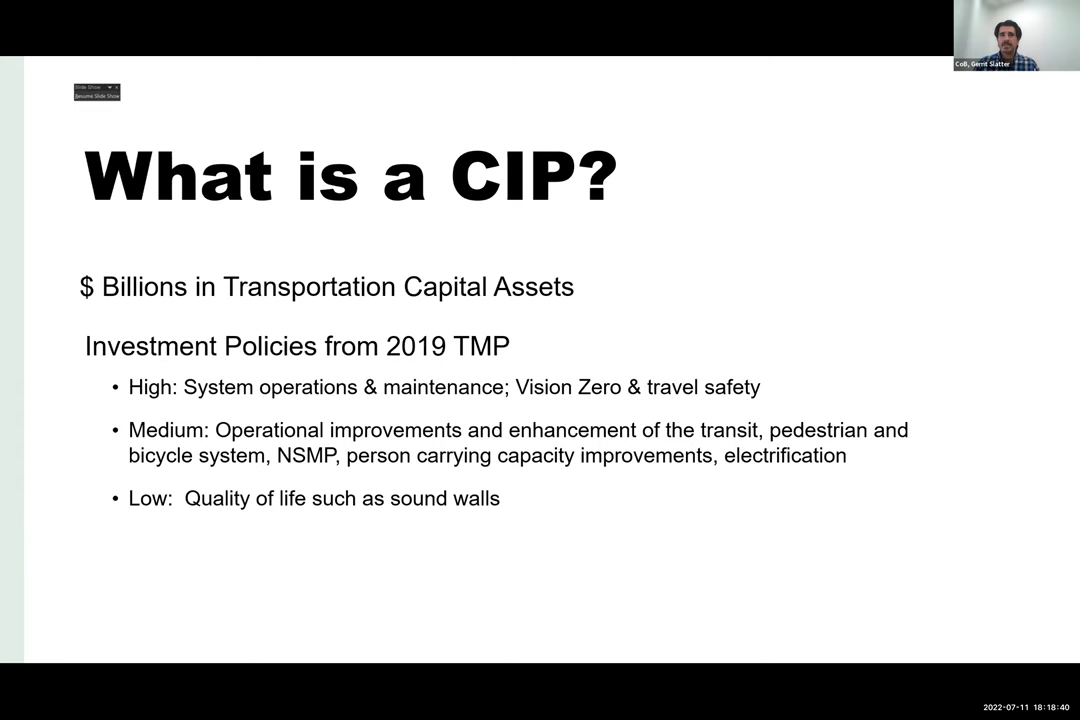 CoB, Gerrit Slatter
Slide Show
Resume Slide Show
What is a CIP?
$ Billions in Transportation Capital Assets
Investment Policies from 2019 TMP
• High: System operations & maintenance; Vision Zero & travel safety
• Medium: Operational improvements and enhancement of the transit, pedestrian and
bicycle system, NSMP, person carrying capacity improvements, electrification
• Low: Quality of life such as sound walls
2022-07-11 18:18:40